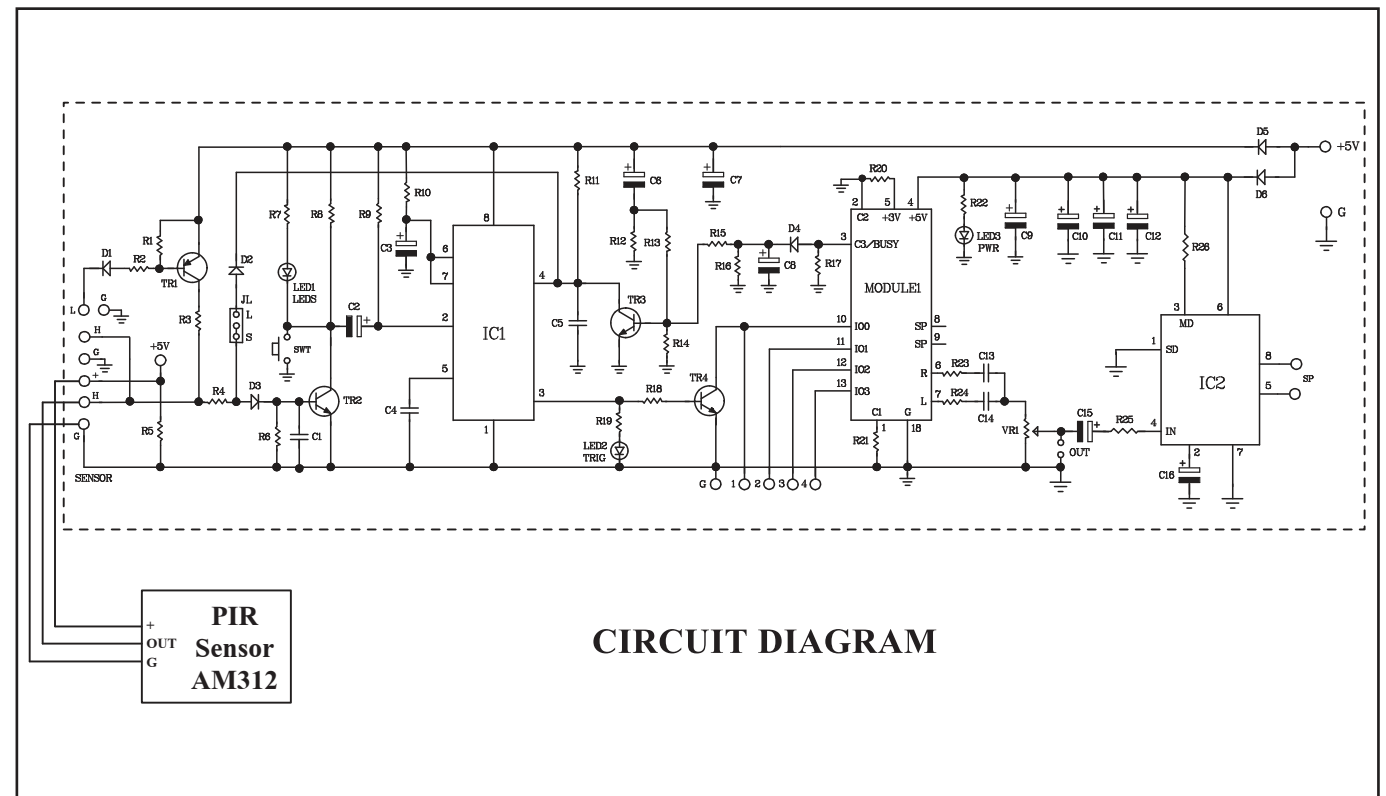 D5
+5V
D6
G
R1
D1
R2
TR1
L
G
H
G
+
H
G
SENSOR
R3
+5V
R4
R5
D2
JL
L
S
D3
R6
C1
R7
LED1
LEDS
SWT
R8
TR2
C2
R9
R10
C3
C4
8
6
7
2
5
4
3
1
IC1
R11
C5
C6
R12
R13
TR3
R14
C7
R15
R16
C8
D4
R17
R18
R19
LED2
TRIG
TR4
G
1
2
3
4
R20
2
5
4
C2
+3V
+5V
3
C3/BUSY
MODULE1
10
IO0
11
IO1
12
IO2
13
IO3
SP
8
SP
9
R
6
L
7
C1
G
1
18
R21
R22
LED3
PWR
C9
C10
C11
C12
R23
C13
R24
C14
VR1
OUT
C15
R25
R26
3
6
MD
1
SD
IC2
8
5
SP
4
IN
2
7
C16
PIR
Sensor
AM312
+
OUT
G
CIRCUIT DIAGRAM